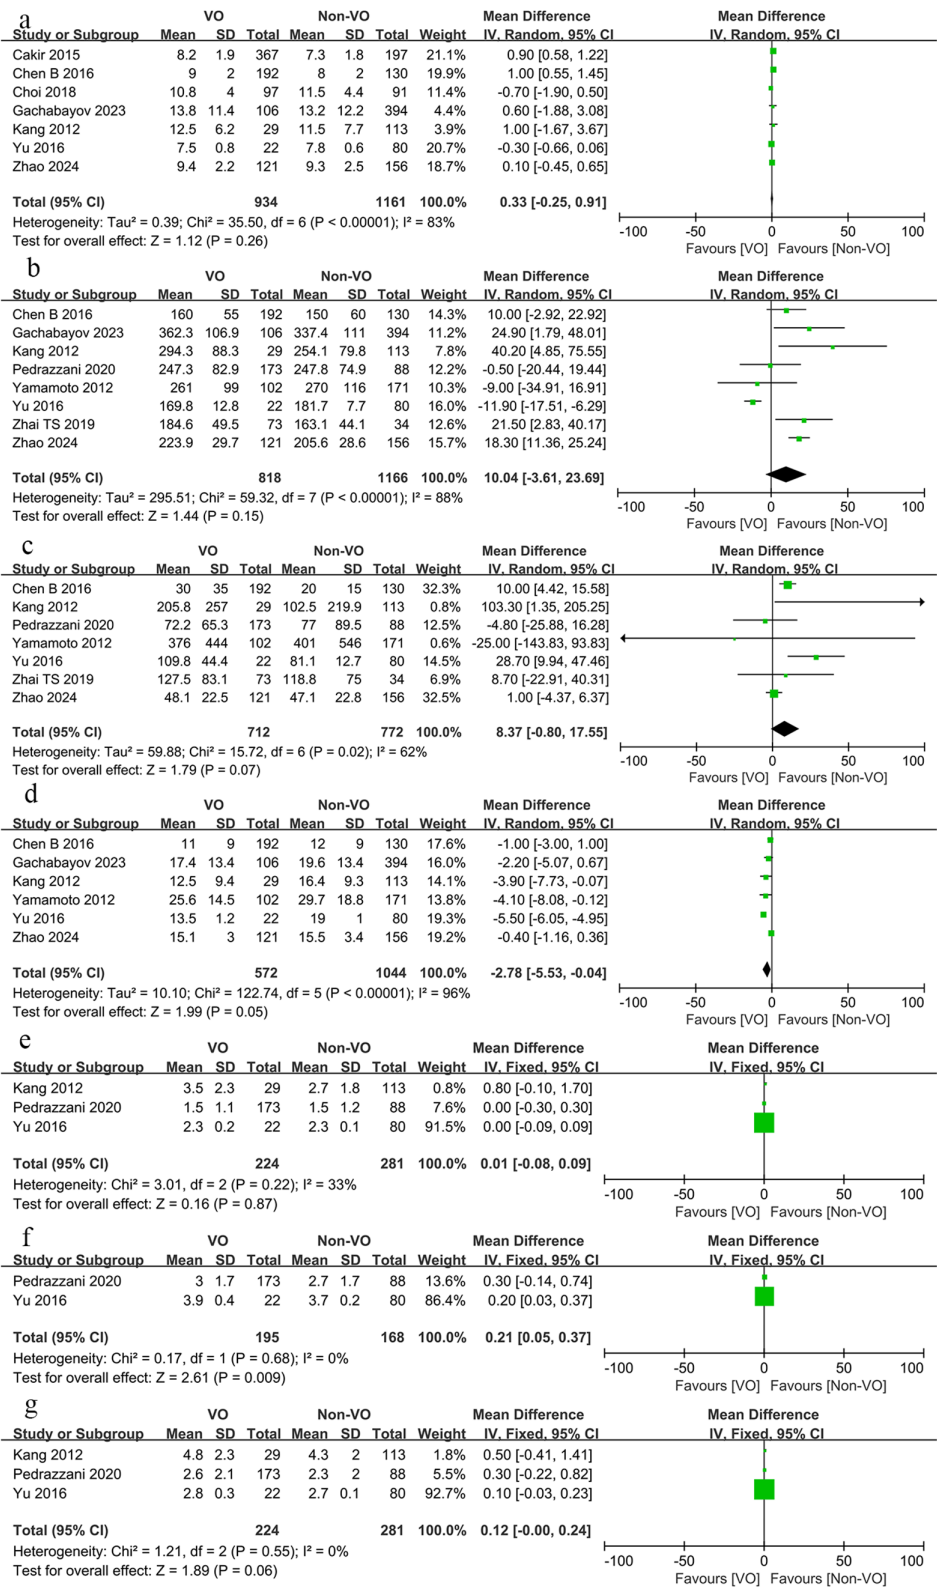 a
VO Non-VO Mean Difference Mean Difference
Study or Subgroup Mean SD Total Mean SD Total Weight IV, Random, 95% CI IV, Random, 95% CI
Cakir 2015 8.2 1.9 367 7.3 1.8 197 21.1% 0.90 [0.58, 1.22]
Chen B 2016 9 2 192 8 2 130 19.9% 1.00 [0.55, 1.45]
Choi 2018 10.8 4 97 11.5 4.4 91 11.4% -0.70 [-1.90, 0.50]
Gachabayov 2023 13.8 11.4 106 13.2 12.2 394 4.4% 0.60 [-1.88, 3.08]
Kang 2012 12.5 6.2 29 11.5 7.7 113 3.9% 1.00 [-1.67, 3.67]
Yu 2016 7.5 0.8 22 7.8 0.6 80 20.7% -0.30 [-0.66, 0.06]
Zhao 2024 9.4 2.2 121 9.3 2.5 156 18.7% 0.10 [-0.45, 0.65]
Total (95% CI) 934 1161 100.0% 0.33 [-0.25, 0.91]
Heterogeneity: Tau² = 0.39; Chi² = 35.50, df = 6 (P < 0.00001); I² = 83%
Test for overall effect: Z = 1.12 (P = 0.26)
-100 -50 0 50 100
Favours [VO] Favours [Non-VO]
b
VO Non-VO Mean Difference Mean Difference
Study or Subgroup Mean SD Total Mean SD Total Weight IV, Random, 95% CI IV, Random, 95% CI
Chen B 2016 160 55 192 150 60 130 14.3% 10.00 [-2.92, 22.92]
Gachabayov 2023 362.3 106.9 106 337.4 111 394 11.2% 24.90 [1.79, 48.01]
Kang 2012 294.3 88.3 29 254.1 79.8 113 7.8% 40.20 [4.85, 75.55]
Pedrazzani 2020 247.3 82.9 173 247.8 74.9 88 12.2% -0.50 [-20.44, 19.44]
Yamamoto 2012 261 99 102 270 116 171 10.3% -9.00 [-34.91, 16.91]
Yu 2016 169.8 12.8 22 181.7 7.7 80 16.0% -11.90 [-17.51, -6.29]
Zhai TS 2019 184.6 49.5 73 163.1 44.1 34 12.6% 21.50 [2.83, 40.17]
Zhao 2024 223.9 29.7 121 205.6 28.6 156 15.7% 18.30 [11.36, 25.24]
Total (95% CI) 818 1166 100.0% 10.04 [-3.61, 23.69]
Heterogeneity: Tau² = 295.51; Chi² = 59.32, df = 7 (P < 0.00001); I² = 88%
Test for overall effect: Z = 1.44 (P = 0.15)
-100 -50 0 50 100
Favours [VO] Favours [Non-VO]
c
VO Non-VO Mean Difference Mean Difference
Study or Subgroup Mean SD Total Mean SD Total Weight IV, Random, 95% CI IV, Random, 95% CI
Chen B 2016 30 35 192 20 15 130 32.3% 10.00 [4.42, 15.58]
Kang 2012 205.8 257 29 102.5 219.9 113 0.8% 103.30 [1.35, 205.25]
Pedrazzani 2020 72.2 65.3 173 77 89.5 88 12.5% -4.80 [-25.88, 16.28]
Yamamoto 2012 376 444 102 401 546 171 0.6% -25.00 [-143.83, 93.83]
Yu 2016 109.8 44.4 22 81.1 12.7 80 14.5% 28.70 [9.94, 47.46]
Zhai TS 2019 127.5 83.1 73 118.8 75 34 6.9% 8.70 [-22.91, 40.31]
Zhao 2024 48.1 22.5 121 47.1 22.8 156 32.5% 1.00 [-4.37, 6.37]
Total (95% CI) 712 772 100.0% 8.37 [-0.80, 17.55]
Heterogeneity: Tau² = 59.88; Chi² = 15.72, df = 6 (P = 0.02); I² = 62%
Test for overall effect: Z = 1.79 (P = 0.07)
-100 -50 0 50 100
Favours [VO] Favours [Non-VO]
d
VO Non-VO Mean Difference Mean Difference
Study or Subgroup Mean SD Total Mean SD Total Weight IV, Random, 95% CI IV, Random, 95% CI
Chen B 2016 11 9 192 12 9 130 17.6% -1.00 [-3.00, 1.00]
Gachabayov 2023 17.4 13.4 106 19.6 13.4 394 16.0% -2.20 [-5.07, 0.67]
Kang 2012 12.5 9.4 29 16.4 9.3 113 14.1% -3.90 [-7.73, -0.07]
Yamamoto 2012 25.6 14.5 102 29.7 18.8 171 13.8% -4.10 [-8.08, -0.12]
Yu 2016 13.5 1.2 22 19 1 80 19.3% -5.50 [-6.05, -4.95]
Zhao 2024 15.1 3 121 15.5 3.4 156 19.2% -0.40 [-1.16, 0.36]
Total (95% CI) 572 1044 100.0% -2.78 [-5.53, -0.04]
Heterogeneity: Tau² = 10.10; Chi² = 122.74, df = 5 (P < 0.00001); I² = 96%
Test for overall effect: Z = 1.99 (P = 0.05)
-100 -50 0 50 100
Favours [VO] Favours [Non-VO]
e
VO Non-VO Mean Difference Mean Difference
Study or Subgroup Mean SD Total Mean SD Total Weight IV, Fixed, 95% CI IV, Fixed, 95% CI
Kang 2012 3.5 2.3 29 2.7 1.8 113 0.8% 0.80 [-0.10, 1.70]
Pedrazzani 2020 1.5 1.1 173 1.5 1.2 88 7.6% 0.00 [-0.30, 0.30]
Yu 2016 2.3 0.2 22 2.3 0.1 80 91.5% 0.00 [-0.09, 0.09]
Total (95% CI) 224 281 100.0% 0.01 [-0.08, 0.09]
Heterogeneity: Chi² = 3.01, df = 2 (P = 0.22); I² = 33%
Test for overall effect: Z = 0.16 (P = 0.87)
-100 -50 0 50 100
Favours [VO] Favours [Non-VO]
f
VO Non-VO Mean Difference Mean Difference
Study or Subgroup Mean SD Total Mean SD Total Weight IV, Fixed, 95% CI IV, Fixed, 95% CI
Pedrazzani 2020 3 1.7 173 2.7 1.7 88 13.6% 0.30 [-0.14, 0.74]
Yu 2016 3.9 0.4 22 3.7 0.2 80 86.4% 0.20 [0.03, 0.37]
Total (95% CI) 195 168 100.0% 0.21 [0.05, 0.37]
Heterogeneity: Chi² = 0.17, df = 1 (P = 0.68); I² = 0%
Test for overall effect: Z = 2.61 (P = 0.009)
-100 -50 0 50 100
Favours [VO] Favours [Non-VO]
g
VO Non-VO Mean Difference Mean Difference
Study or Subgroup Mean SD Total Mean SD Total Weight IV, Fixed, 95% CI IV, Fixed, 95% CI
Kang 2012 4.8 2.3 29 4.3 2 113 1.8% 0.50 [-0.41, 1.41]
Pedrazzani 2020 2.6 2.1 173 2.3 2 88 5.5% 0.30 [-0.22, 0.82]
Yu 2016 2.8 0.3 22 2.7 0.1 80 92.7% 0.10 [-0.03, 0.23]
Total (95% CI) 224 281 100.0% 0.12 [-0.00, 0.24]
Heterogeneity: Chi² = 1.21, df = 2 (P = 0.55); I² = 0%
Test for overall effect: Z = 1.89 (P = 0.06)
-100 -50 0 50 100
Favours [VO] Favours [Non-VO]